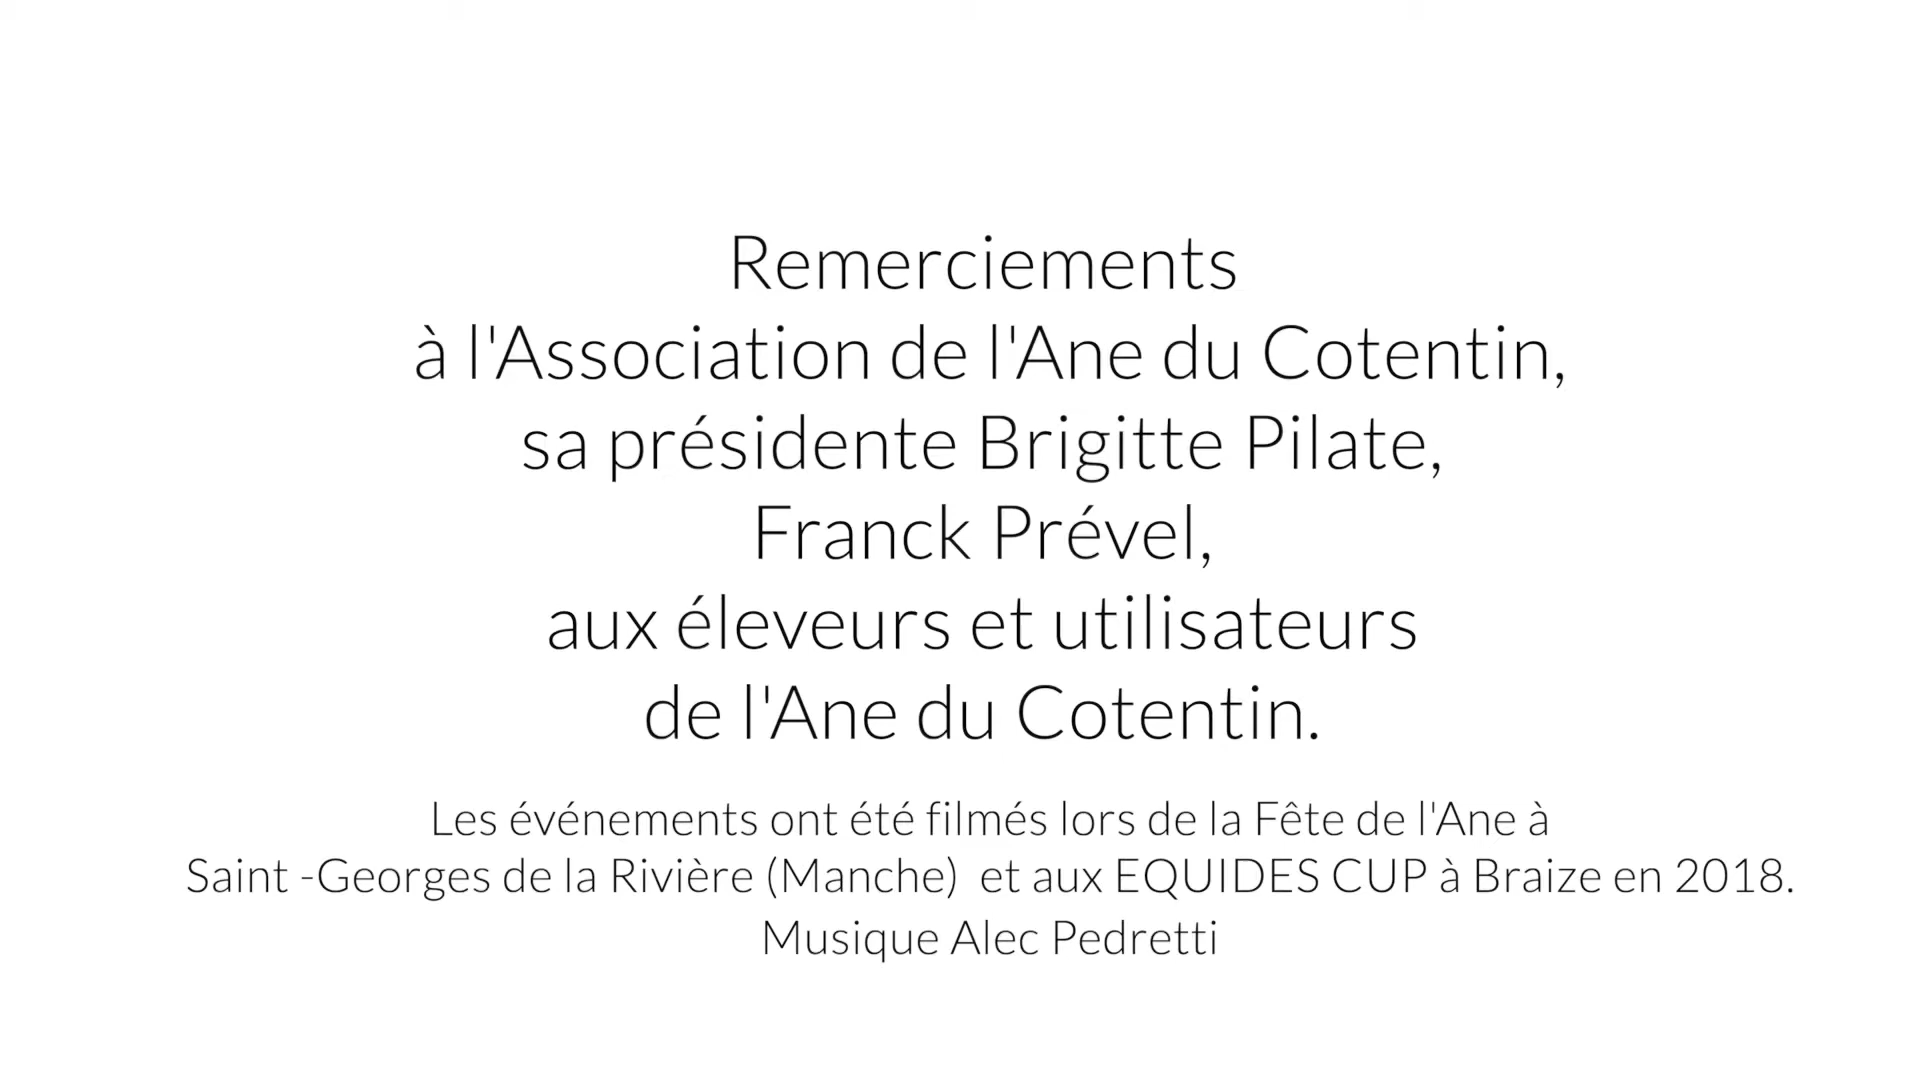 Remerciements
à l'Association de l'Ane du Cotentin,
sa présidente Brigitte Pilate,
Franck Prével,
aux éleveurs et utilisateurs
de l'Ane du Cotentin.
Les événements ont été filmés lors de la Fête de l'Ane à
Saint -Georges de la Rivière (Manche)  et aux EQUIDES CUP à Braize en 2018.
Musique Alec Pedretti